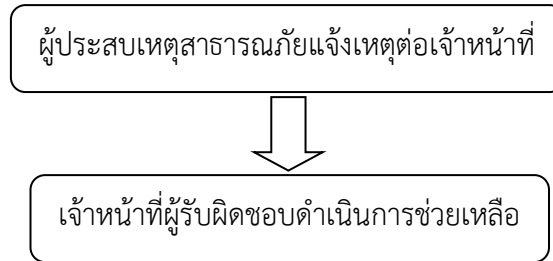 ผู้ประสบเหตุสาธารณภัยแจ้งเหตุต่อเจ้าหน้าที่
เจ้าหน้าที่ผู้รับผิดชอบดำเนินการช่วยเหลือ